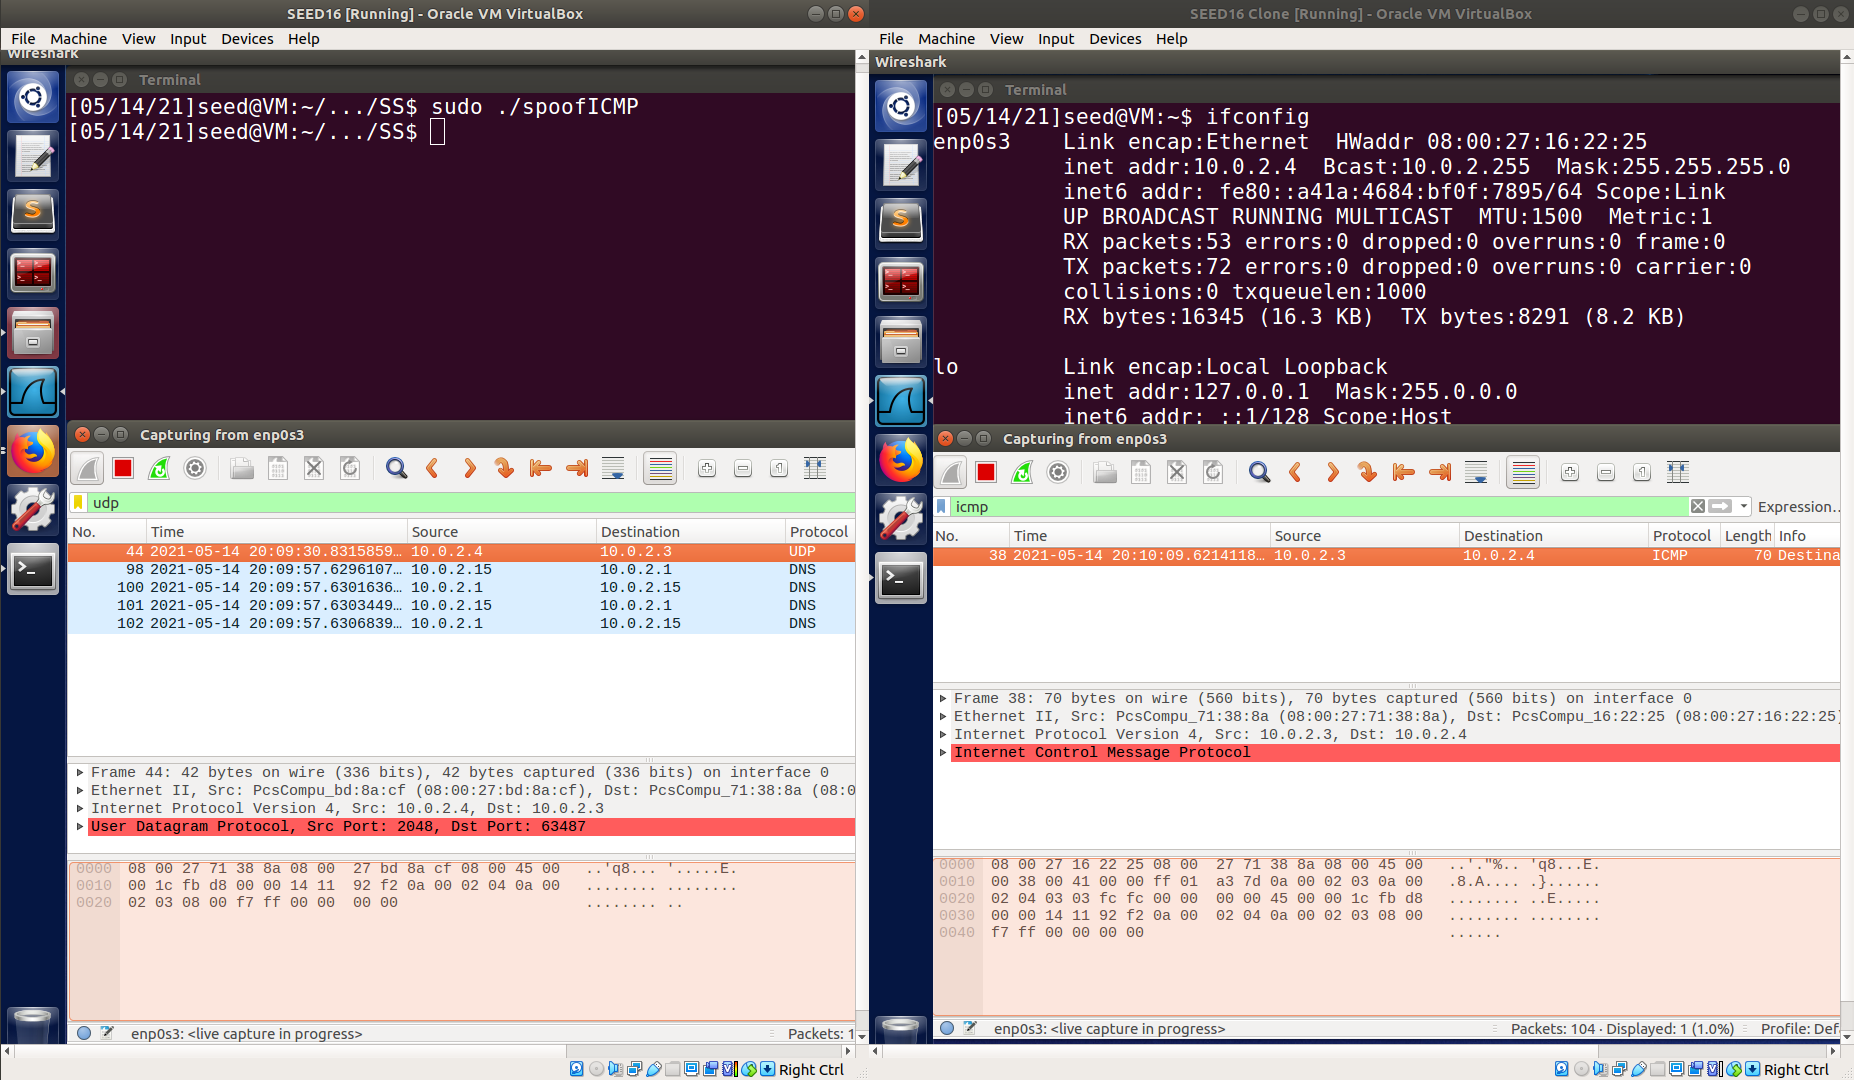 SEED16 [Running] - Oracle VM VirtualBox
File Machine View Input Devices Help
Wireshark
Terminal
[05/14/21]seed@VM:~/.../SS$ sudo ./spoofICMP
[05/14/21]seed@VM:~/.../SS$
Capturing from enp0s3
udp
No. Time Source Destination Protocol
44 2021-05-14 20:09:30.8315859… 10.0.2.4 10.0.2.3 UDP
98 2021-05-14 20:09:57.6296107… 10.0.2.15 10.0.2.1 DNS
100 2021-05-14 20:09:57.6301636… 10.0.2.1 10.0.2.15 DNS
101 2021-05-14 20:09:57.6303449… 10.0.2.15 10.0.2.1 DNS
102 2021-05-14 20:09:57.6306839… 10.0.2.1 10.0.2.15 DNS
Frame 44: 42 bytes on wire (336 bits), 42 bytes captured (336 bits) on interface 0
Ethernet II, Src: PcsCompu_bd:8a:cf (08:00:27:bd:8a:cf), Dst: PcsCompu_71:38:8a (08:0
Internet Protocol Version 4, Src: 10.0.2.4, Dst: 10.0.2.3
User Datagram Protocol, Src Port: 2048, Dst Port: 63487
0000 08 00 27 71 38 8a 08 00 27 bd 8a cf 08 00 45 00 ..'q8... '.....E.
0010 00 1c fb d8 00 00 14 11 92 f2 0a 00 02 04 0a 00 ........ ........
0020 02 03 08 00 f7 ff 00 00 00 00 ........ ..
enp0s3: <live capture in progress> Packets: 1
Right Ctrl
SEED16 Clone [Running] - Oracle VM VirtualBox
File Machine View Input Devices Help
Wireshark
Terminal
[05/14/21]seed@VM:~$ ifconfig
enp0s3 Link encap:Ethernet HWaddr 08:00:27:16:22:25
inet addr:10.0.2.4 Bcast:10.0.2.255 Mask:255.255.255.0
inet6 addr: fe80::a41a:4684:bf0f:7895/64 Scope:Link
UP BROADCAST RUNNING MULTICAST MTU:1500 Metric:1
RX packets:53 errors:0 dropped:0 overruns:0 frame:0
TX packets:72 errors:0 dropped:0 overruns:0 carrier:0
collisions:0 txqueuelen:1000
RX bytes:16345 (16.3 KB) TX bytes:8291 (8.2 KB)
lo Link encap:Local Loopback
inet addr:127.0.0.1 Mask:255.0.0.0
inet6 addr: ::1/128 Scope:Host
Capturing from enp0s3
icmp Expression…
No. Time Source Destination Protocol Length Info
38 2021-05-14 20:10:09.6214118… 10.0.2.3 10.0.2.4 ICMP 70 Destina
Frame 38: 70 bytes on wire (560 bits), 70 bytes captured (560 bits) on interface 0
Ethernet II, Src: PcsCompu_71:38:8a (08:00:27:71:38:8a), Dst: PcsCompu_16:22:25 (08:00:27:16:22:25)
Internet Protocol Version 4, Src: 10.0.2.3, Dst: 10.0.2.4
Internet Control Message Protocol
0000 08 00 27 16 22 25 08 00 27 71 38 8a 08 00 45 00 ..'."%.. 'q8...E.
0010 00 38 00 41 00 00 ff 01 a3 7d 0a 00 02 03 0a 00 .8.A.... .}......
0020 02 04 03 03 fc fc 00 00 00 00 45 00 00 1c fb d8 ........ ..E.....
0030 00 00 14 11 92 f2 0a 00 02 04 0a 00 02 03 08 00 ........ ........
0040 f7 ff 00 00 00 00 ......
enp0s3: <live capture in progress> Packets: 104 · Displayed: 1 (1.0%) Profile: Def
Right Ctrl